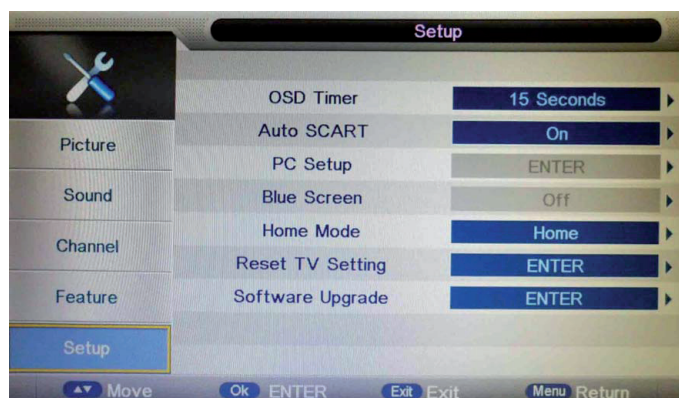 Setup
OSD Timer 15 Seconds
Auto SCART On
PC Setup ENTER
Blue Screen Off
Home Mode Home
Reset TV Setting ENTER
Software Upgrade ENTER
Picture
Sound
Channel
Feature
Setup
Move Ok ENTER Exit Exit Menu Return